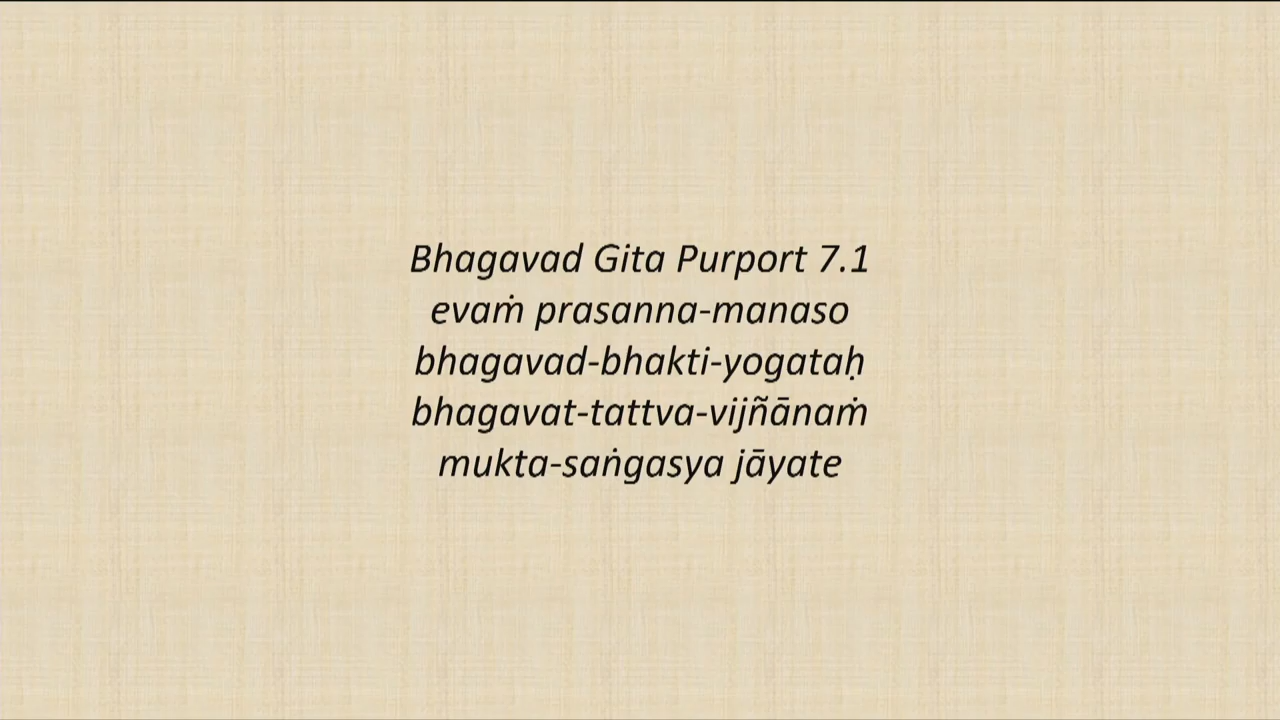 Bhagavad Gita Purport 7.1
evaṁ prasanna-manaso
bhagavad-bhakti-yogataḥ
bhagavat-tattva-vijñānaṁ
mukta-saṅgasya jāyate